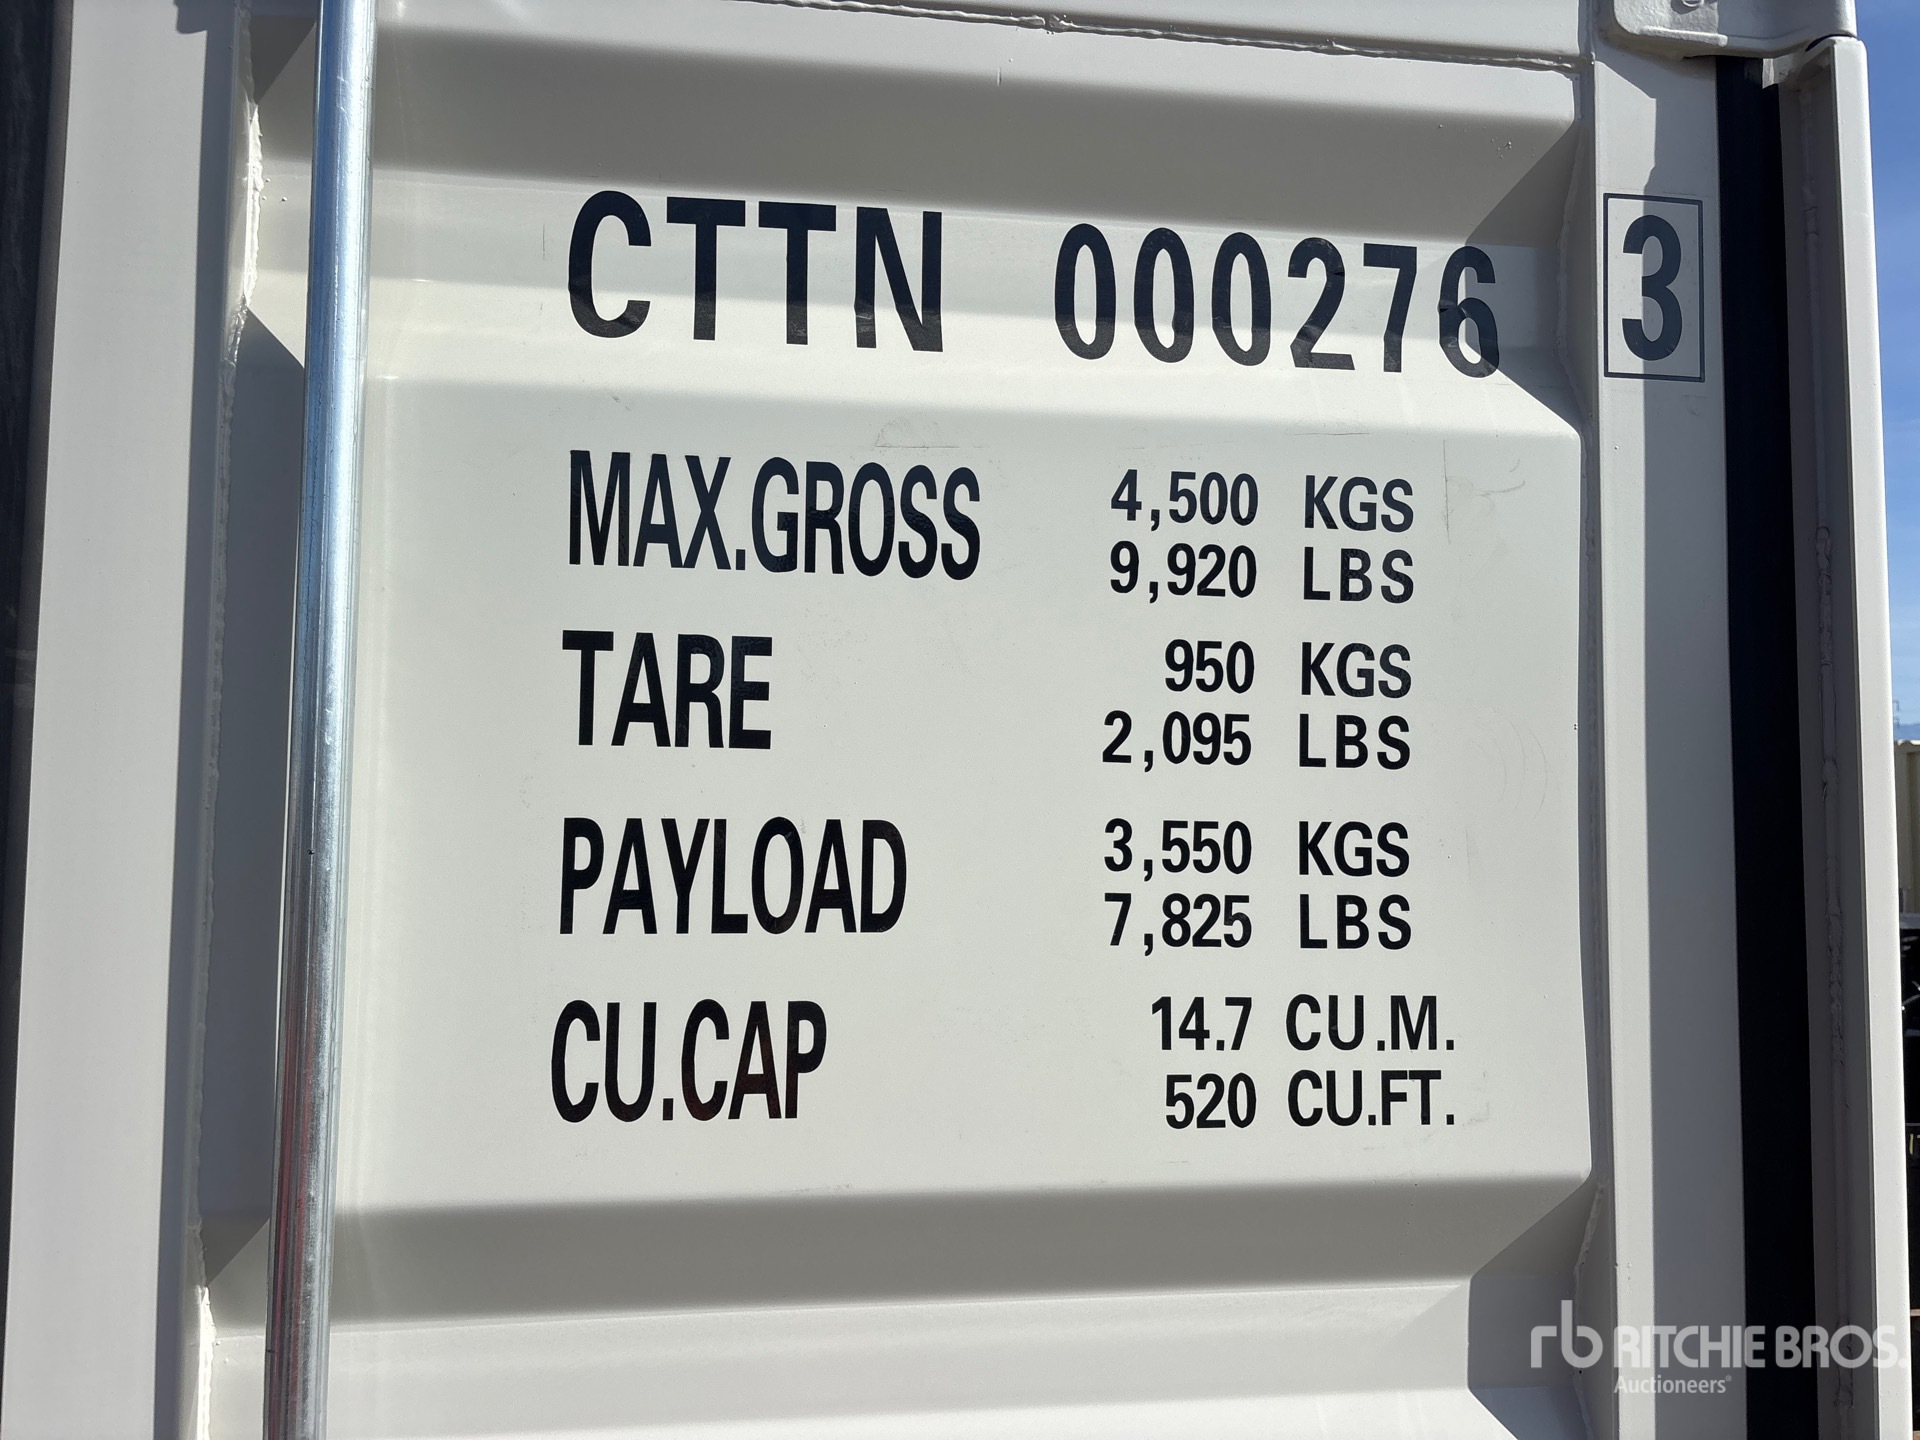 CTTN 000276 3
MAX.GROSS 4,500 KGS
9,920 LBS
TARE 950 KGS
2,095 LBS
PAYLOAD 3,550 KGS
7,825 LBS
CU.CAP 14.7 CU.M.
520 CU.FT.
rb RITCHIE BROS.
Auctioneers®